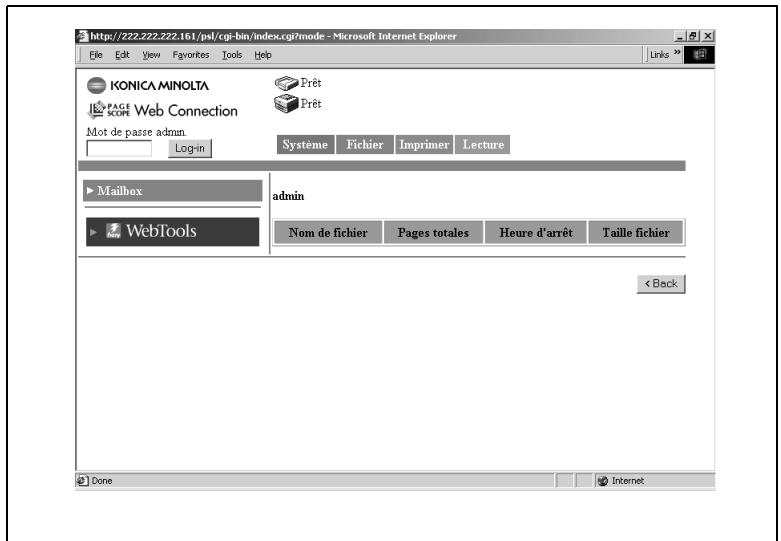 http://222.222.222.161/psl/cgi-bin/index.cgi?mode - Microsoft Internet Explorer
File Edit View Favorites Tools Help
Links »
KONICA MINOLTA
Prêt
PAGE SCOPE Web Connection
Prêt
Mot de passe admin.
Log-in
Système Fichier Imprimer Lecture
Mailbox
admin
fiery WebTools
Nom de fichier Pages totales Heure d'arrêt Taille fichier
< Back
Done
Internet